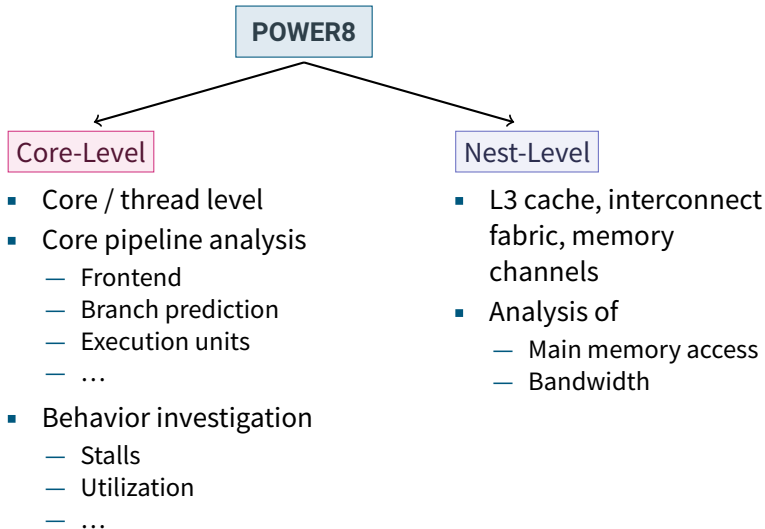 POWER8
Core-Level
▪ Core / thread level
▪ Core pipeline analysis
— Frontend
— Branch prediction
— Execution units
— …
▪ Behavior investigation
— Stalls
— Utilization
— …
Nest-Level
▪ L3 cache, interconnect
fabric, memory
channels
▪ Analysis of
— Main memory access
— Bandwidth